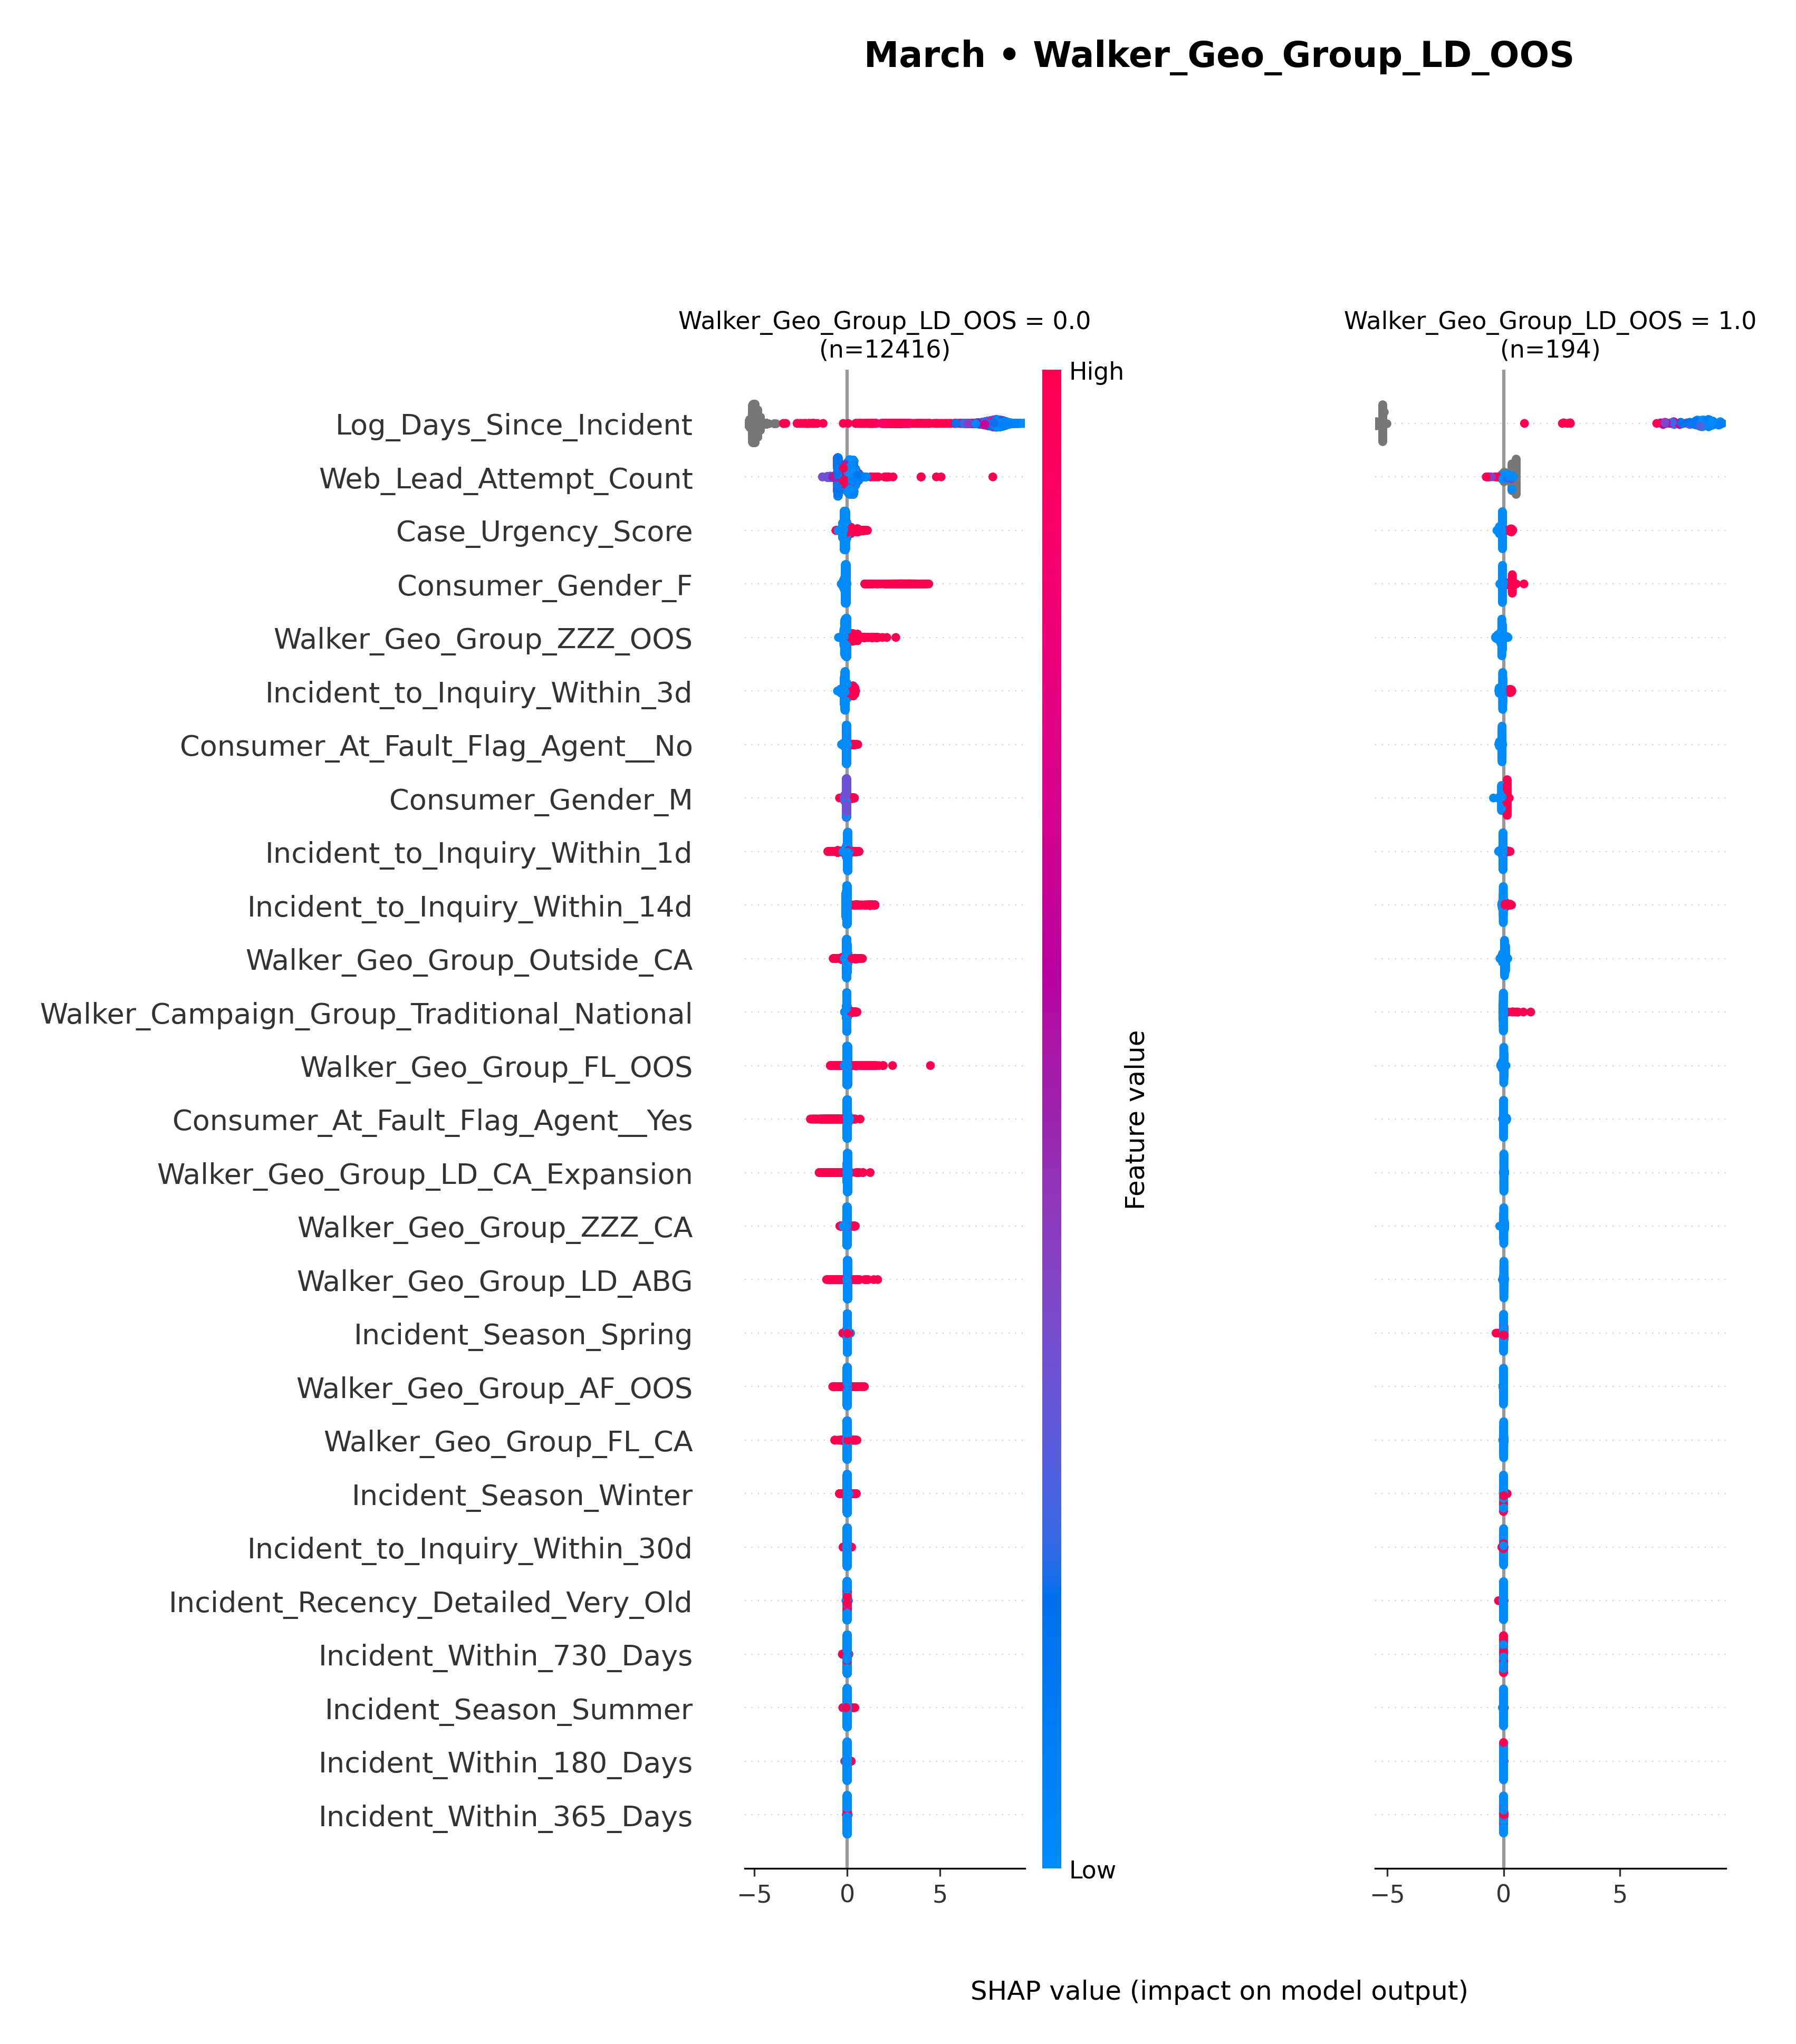 March • Walker_Geo_Group_LD_OOS
Walker_Geo_Group_LD_OOS = 0.0
(n=12416)
Walker_Geo_Group_LD_OOS = 1.0
(n=194)
High
Log_Days_Since_Incident
Web_Lead_Attempt_Count
Case_Urgency_Score
Consumer_Gender_F
Walker_Geo_Group_ZZZ_OOS
Incident_to_Inquiry_Within_3d
Consumer_At_Fault_Flag_Agent__No
Consumer_Gender_M
Incident_to_Inquiry_Within_1d
Incident_to_Inquiry_Within_14d
Walker_Geo_Group_Outside_CA
Walker_Campaign_Group_Traditional_National
Walker_Geo_Group_FL_OOS
Consumer_At_Fault_Flag_Agent__Yes
Walker_Geo_Group_LD_CA_Expansion
Walker_Geo_Group_ZZZ_CA
Walker_Geo_Group_LD_ABG
Incident_Season_Spring
Walker_Geo_Group_AF_OOS
Walker_Geo_Group_FL_CA
Incident_Season_Winter
Incident_to_Inquiry_Within_30d
Incident_Recency_Detailed_Very_Old
Incident_Within_730_Days
Incident_Season_Summer
Incident_Within_180_Days
Incident_Within_365_Days
Feature value
Low
−5 0 5
−5 0 5
SHAP value (impact on model output)